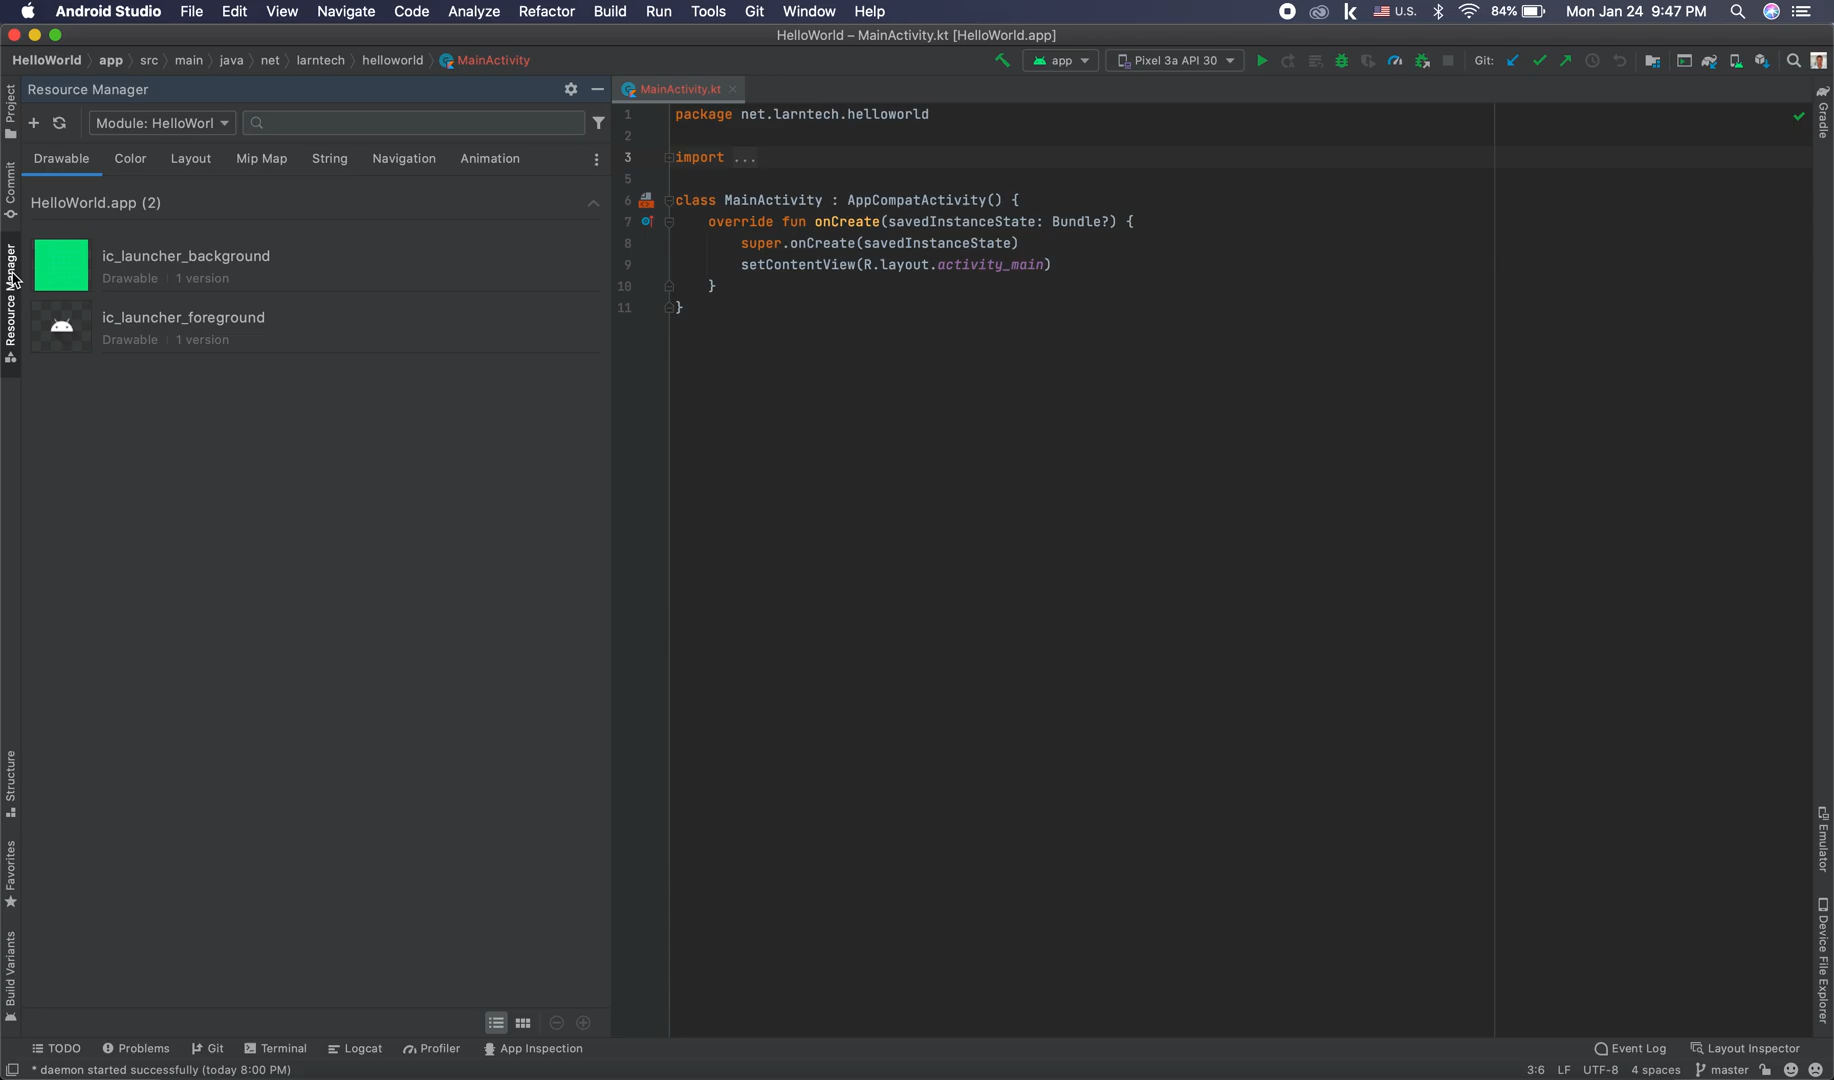 Android Studio File Edit View Navigate Code Analyze Refactor Build Run Tools Git Window Help U.S. 84% Mon Jan 24 9:47 PM
HelloWorld – MainActivity.kt [HelloWorld.app]
HelloWorld app src main java net larntech helloworld MainActivity app Pixel 3a API 30 Git:
Resource Manager
MainActivity.kt
Module: HelloWorl
Drawable Color Layout Mip Map String Navigation Animation
HelloWorld.app (2)
ic_launcher_background
Drawable 1 version
ic_launcher_foreground
Drawable 1 version
1 package net.larntech.helloworld
2
3 import ...
5
6 class MainActivity : AppCompatActivity() {
7 override fun onCreate(savedInstanceState: Bundle?) {
8 super.onCreate(savedInstanceState)
9 setContentView(R.layout.activity_main)
10 }
11 }
Project
Commit
Resource Manager
Structure
Favorites
Build Variants
Gradle
Emulator
Device File Explorer
TODO Problems Git Terminal Logcat Profiler App Inspection Event Log Layout Inspector
* daemon started successfully (today 8:00 PM) 3:6 LF UTF-8 4 spaces master